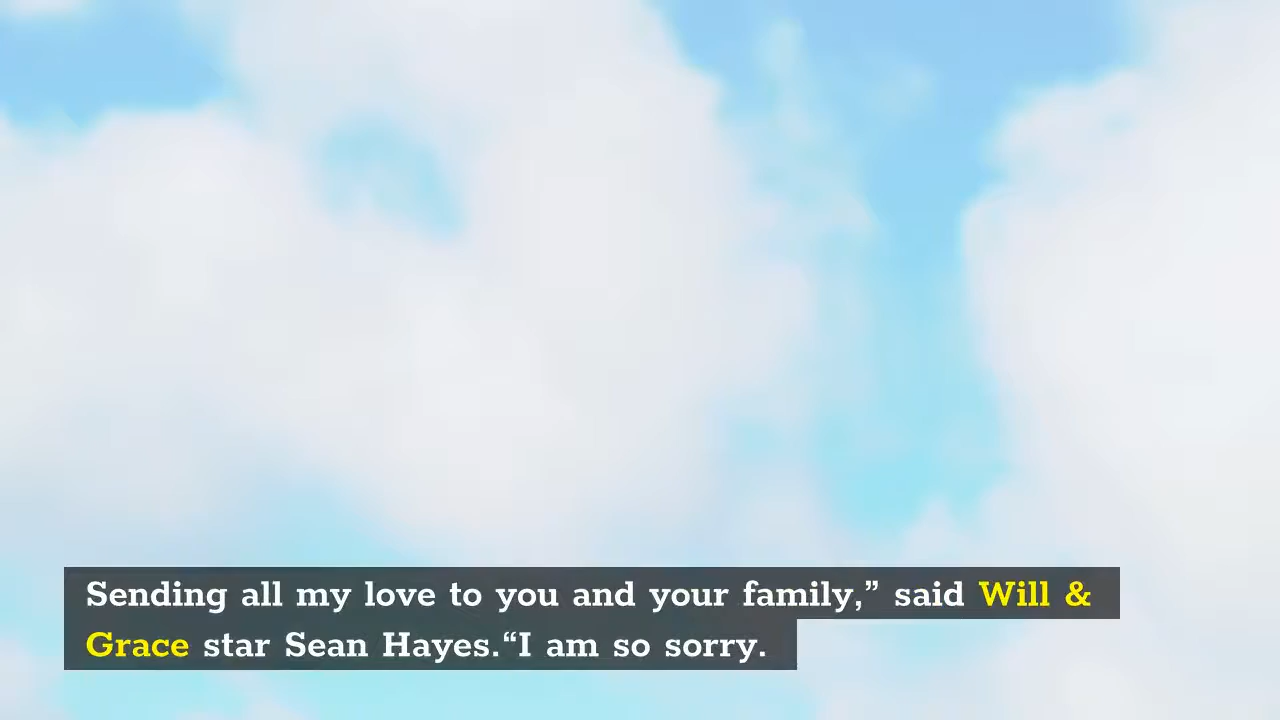 Sending all my love to you and your family,” said Will &
Grace star Sean Hayes.“I am so sorry.